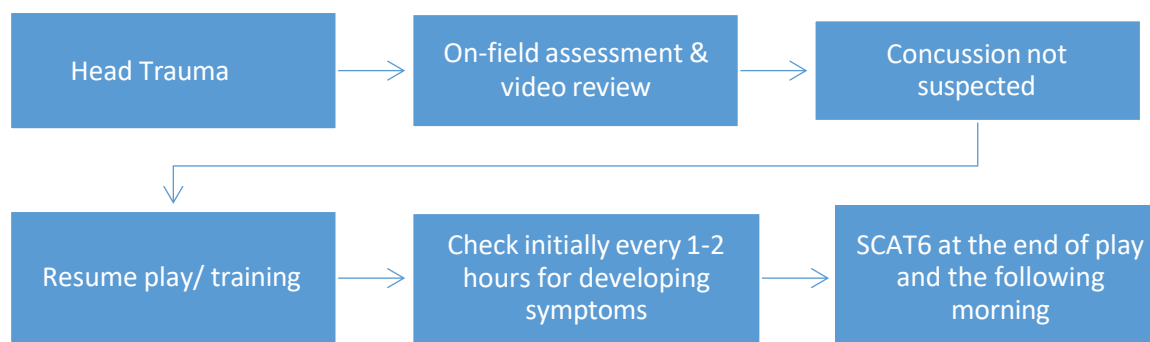 Head Trauma
On-field assessment &
video review
Concussion not
suspected
Resume play/ training
Check initially every 1-2
hours for developing
symptoms
SCAT6 at the end of play
and the following
morning